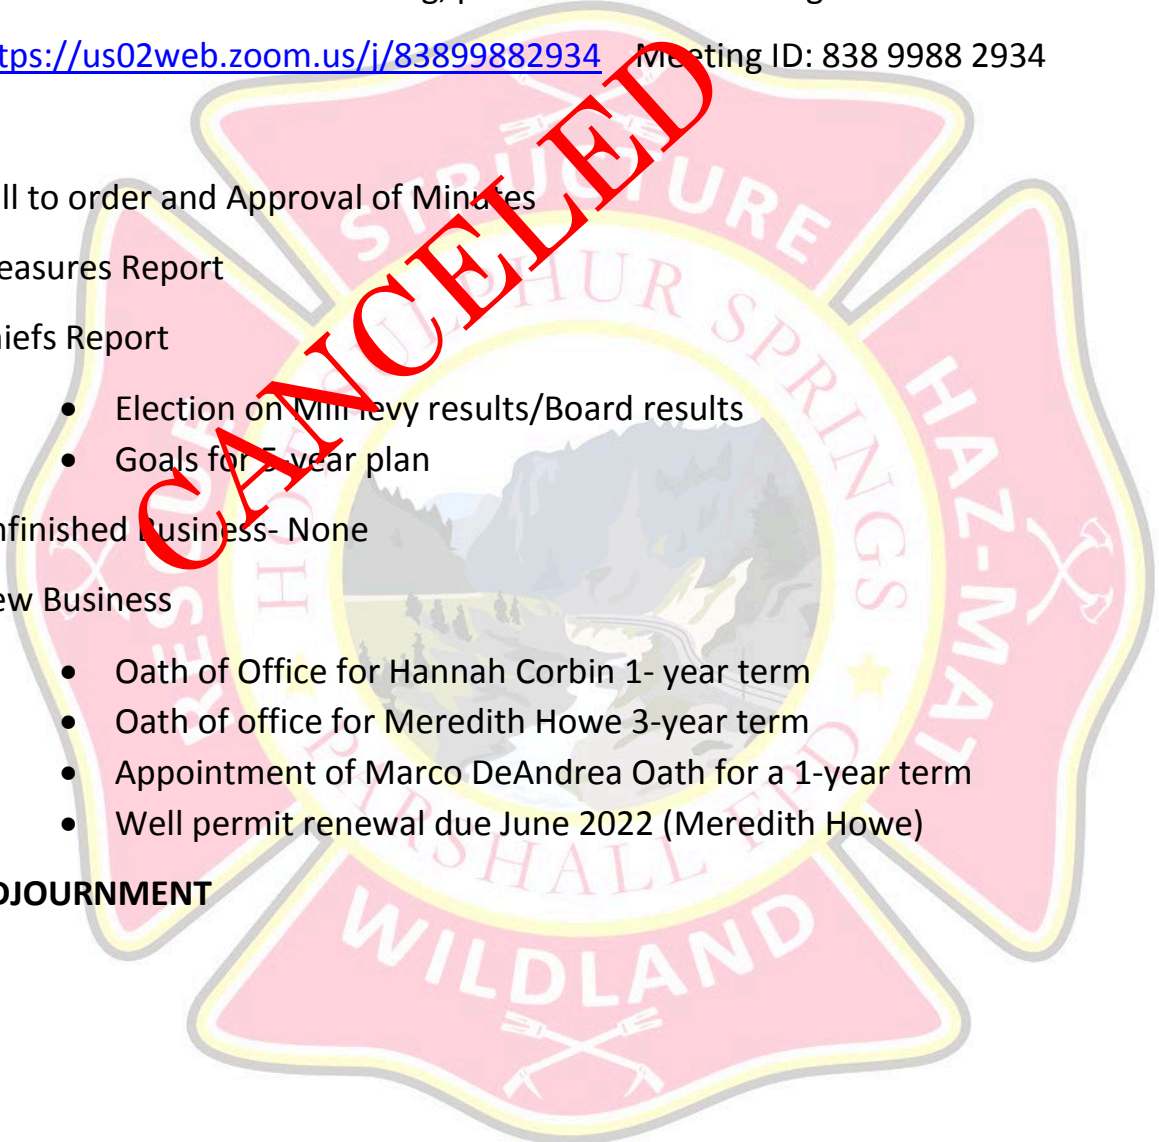 tps://us02web.zoom.us/j/83899882934 Meeting ID: 838 9988 2934
ll to order and Approval of Minutes
easures Report
hiefs Report
• Election on Mill levy results/Board results
• Goals for 5-year plan
nfinished Business- None
ew Business
• Oath of Office for Hannah Corbin 1- year term
• Oath of office for Meredith Howe 3-year term
• Appointment of Marco DeAndrea Oath for a 1-year term
• Well permit renewal due June 2022 (Meredith Howe)
DJOURNMENT
CANCELED
STRUCTURE
RESCUE
HAZ-MAT
WILDLAND
HOT SULPHUR SPRINGS
PARSHALL FPD